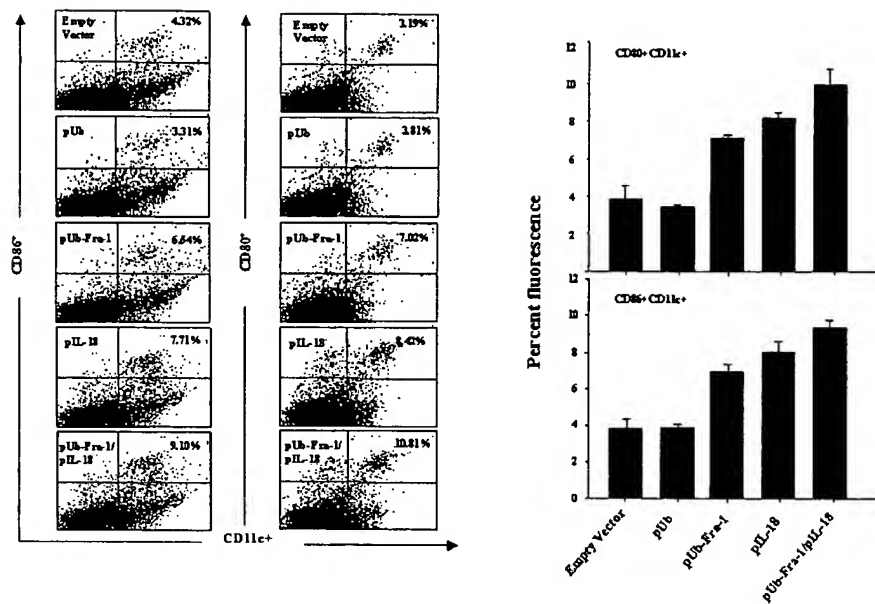 Empty
Vector
4.32%
pUb
3.31%
pUb-Fra-1
6.54%
pIL-18
7.71%
pUb-Fra-1/
pIL-18
9.10%
CD86+
Empty
Vector
3.19%
pUb
3.81%
pUb-Fra-1
7.02%
pIL-18
8.42%
pUb-Fra-1/
pIL-18
10.81%
CD80+
CD11c+
Percent fluorescence
CD80+CD11c+
12
10
8
6
4
2
CD86+CD11c+
12
10
8
6
4
2
0
Empty Vector
pUb
pUb-Fra-1
pIL-18
pUb-Fra-1/pIL-18